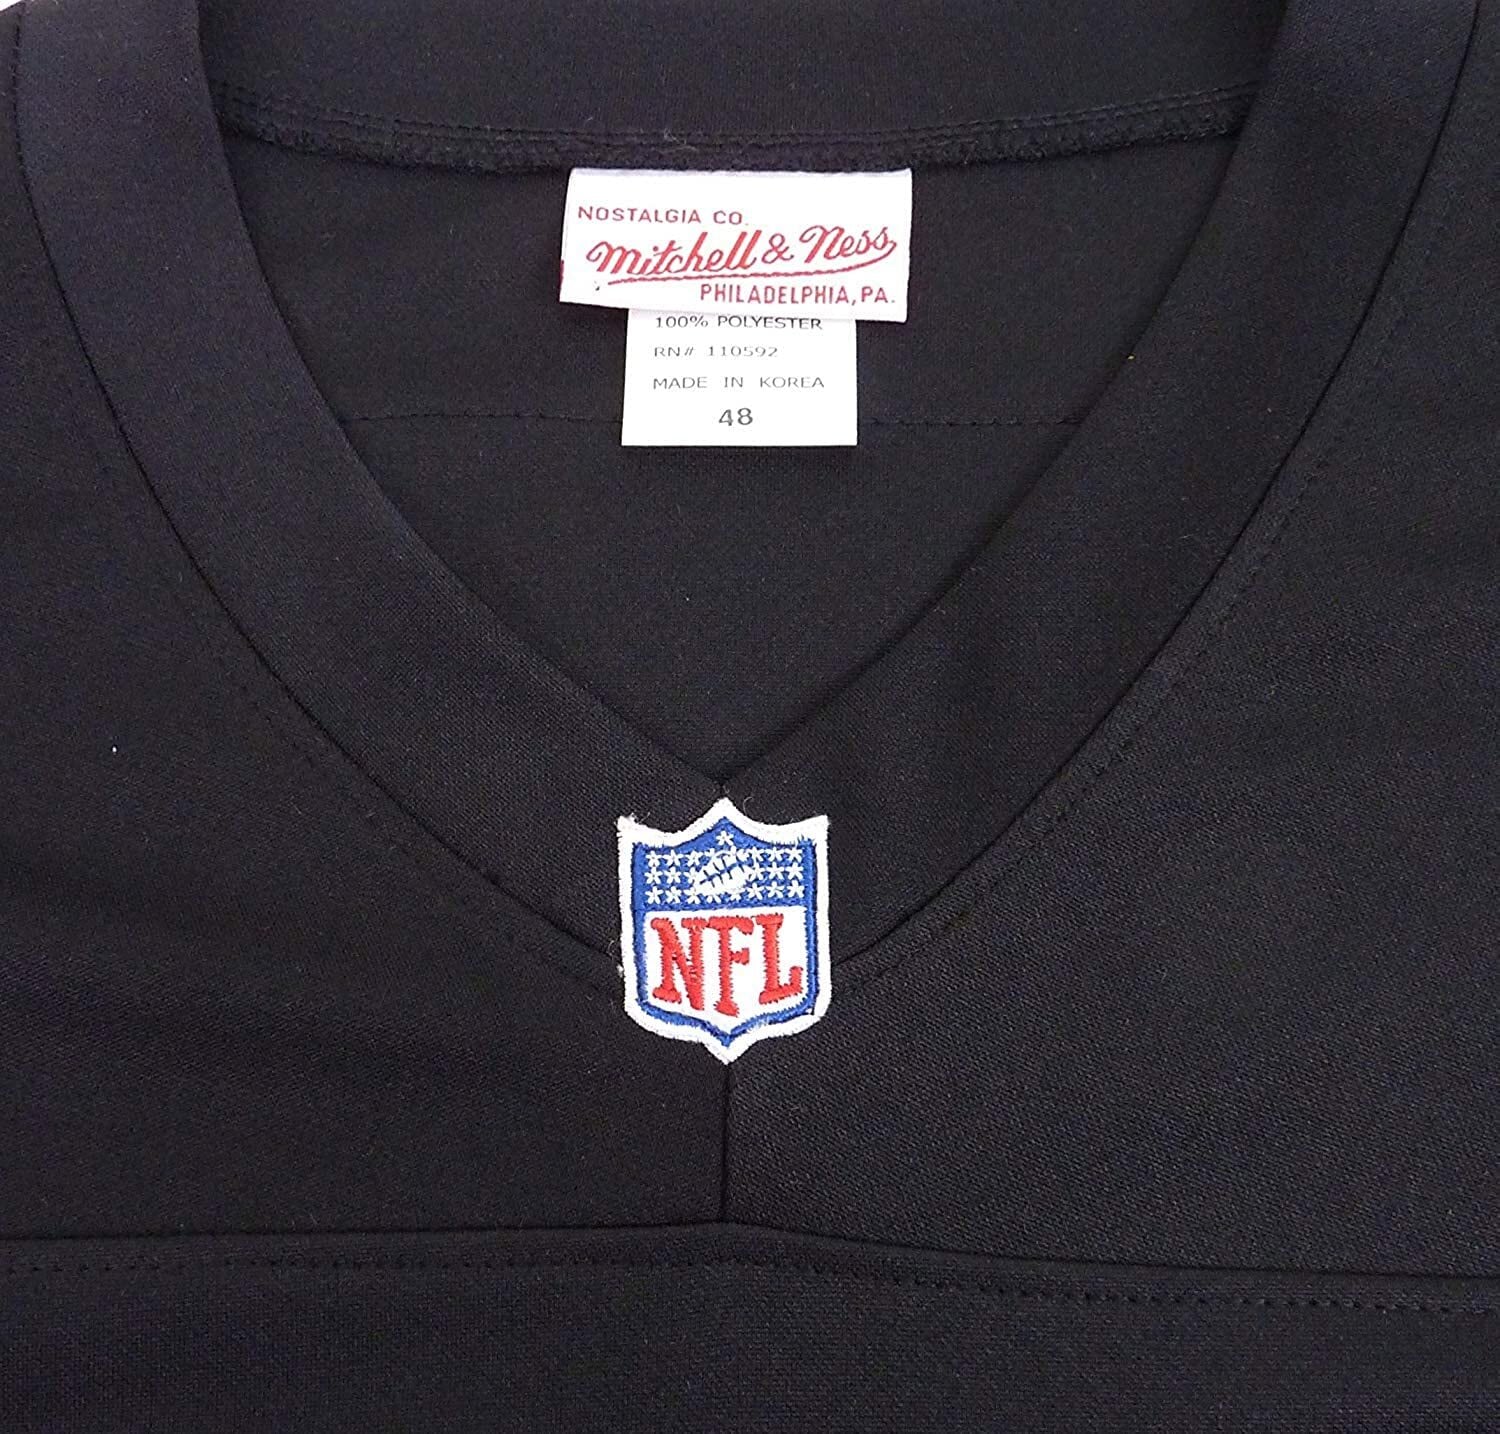 NOSTALGIA CO.
Mitchell & Ness
PHILADELPHIA, PA.
100% POLYESTER
RN# 110592
MADE IN KOREA
48
NFL